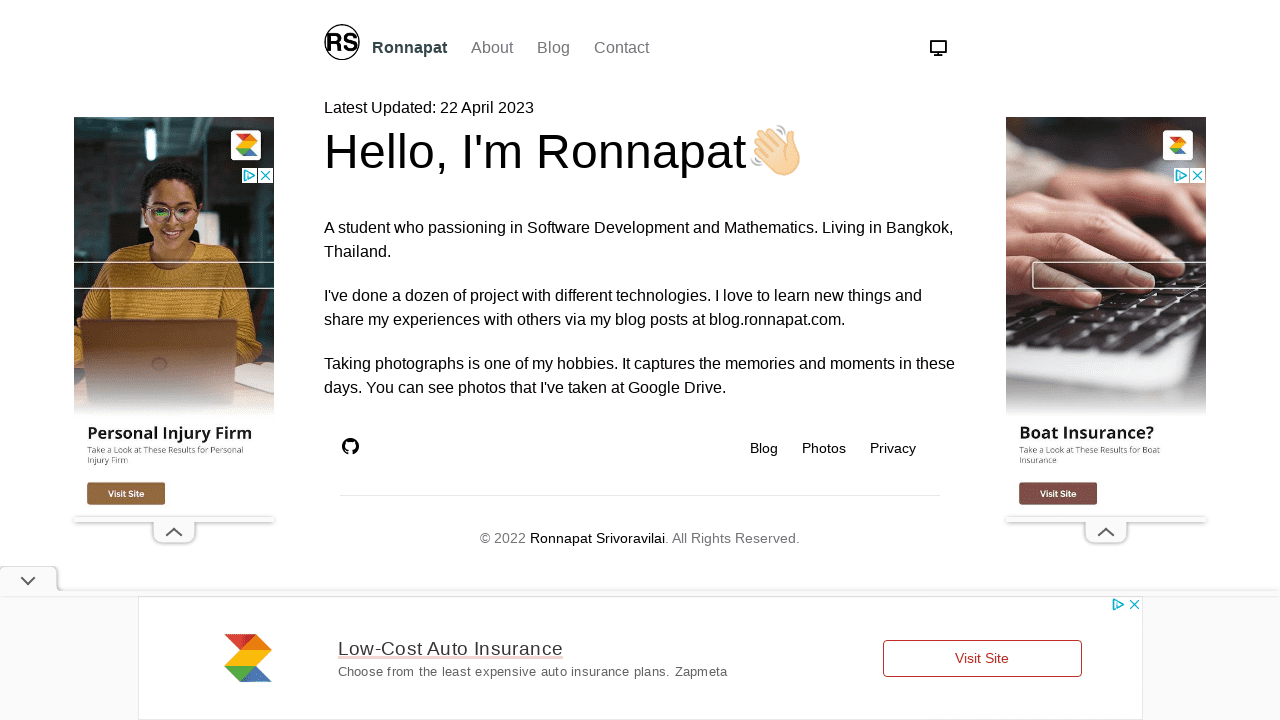 RS
Ronnapat
About
Blog
Contact
Latest Updated: 22 April 2023
Hello, I'm Ronnapat
A student who passioning in Software Development and Mathematics. Living in Bangkok,
Thailand.
I've done a dozen of project with different technologies. I love to learn new things and
share my experiences with others via my blog posts at blog.ronnapat.com.
Taking photographs is one of my hobbies. It captures the memories and moments in these
days. You can see photos that I've taken at Google Drive.
Blog
Photos
Privacy
© 2022 Ronnapat Srivoravilai. All Rights Reserved.
Personal Injury Firm
Take a Look at These Results for Personal
Injury Firm
Visit Site
Boat Insurance?
Take a Look at These Results for Boat
Insurance
Visit Site
Low-Cost Auto Insurance
Choose from the least expensive auto insurance plans. Zapmeta
Visit Site